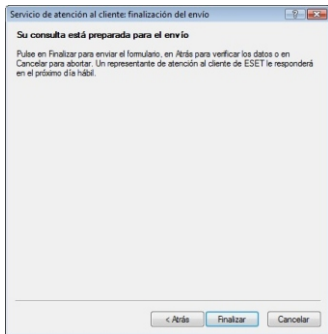 Servicio de atención al cliente: finalización del envío
Su consulta está preparada para el envío
Pulse en Finalizar para enviar el formulario, en Atrás para verificar los datos o en
Cancelar para abortar. Un representante de atención al cliente de ESET le responderá
en el próximo día hábil.
< Atrás Finalizar Cancelar